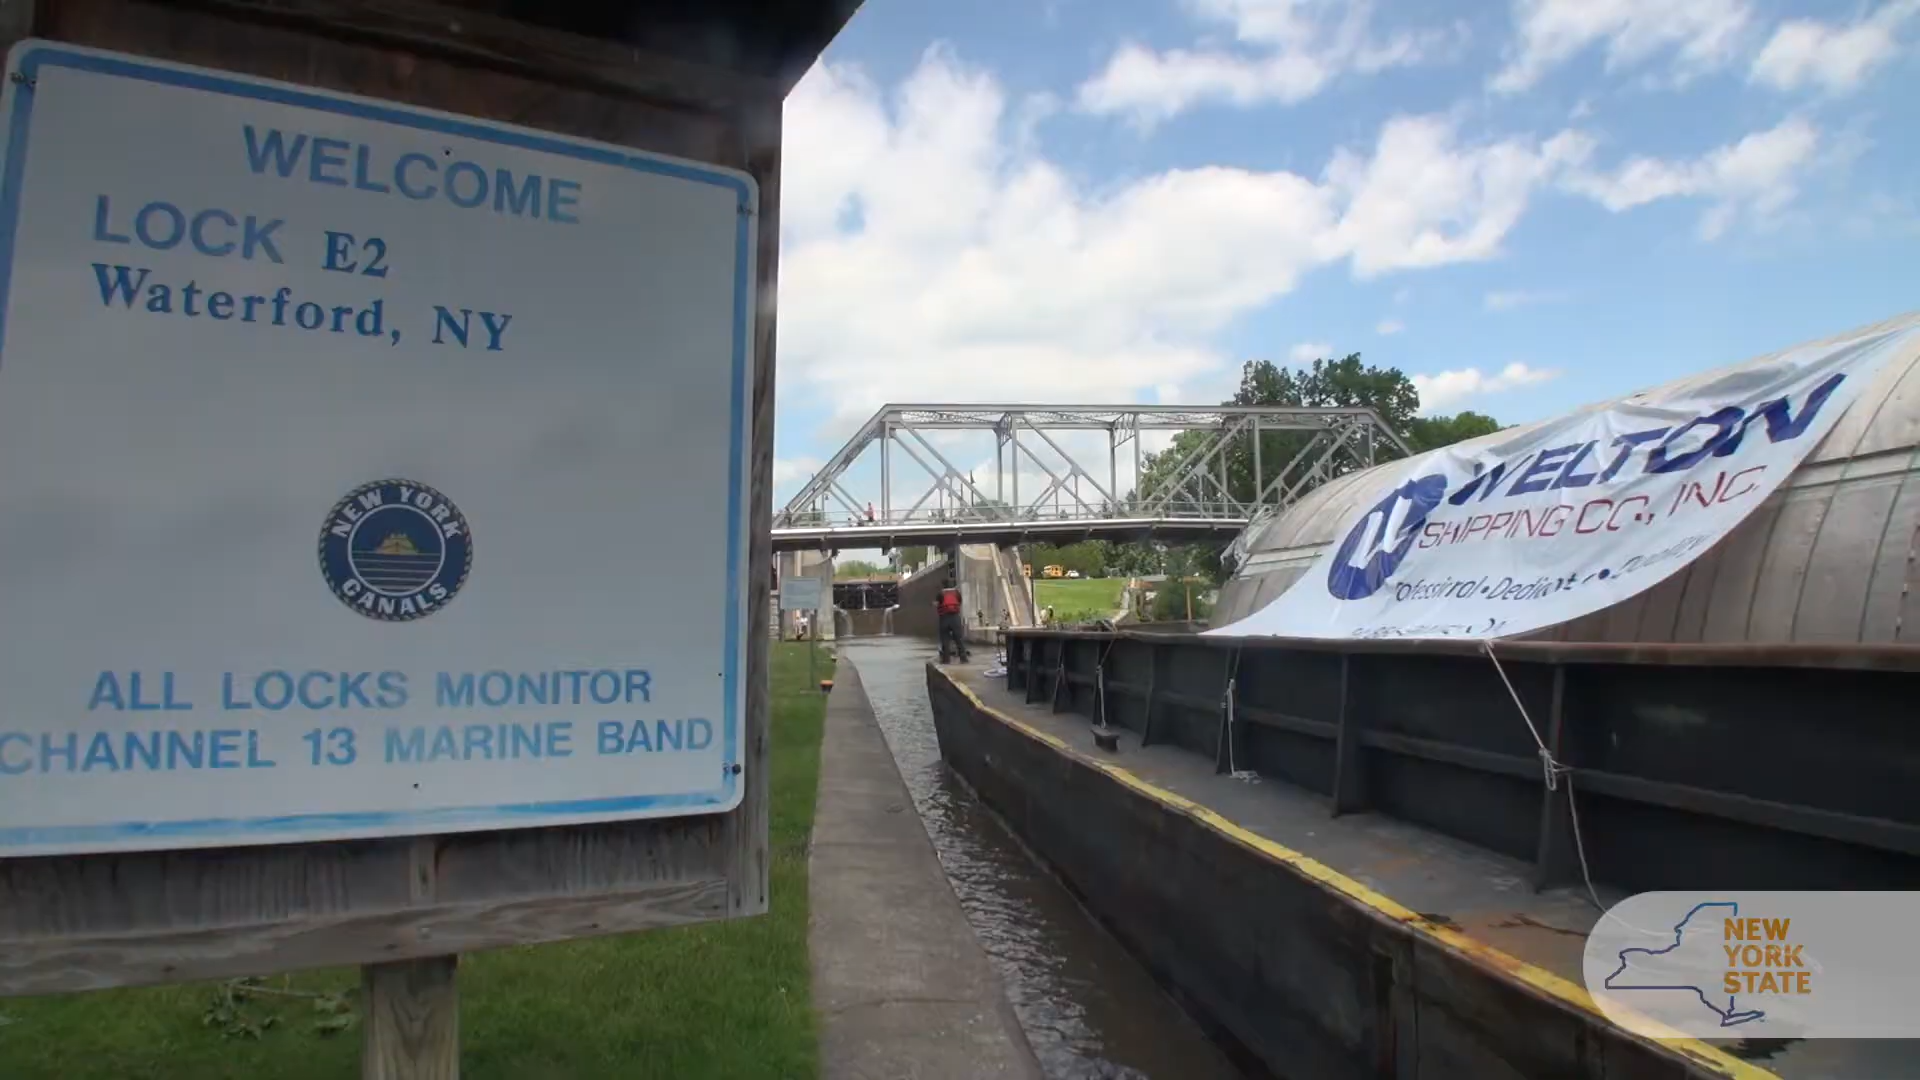 WELCOME
LOCK E2
Waterford, NY
NEW YORK
CANALS
ALL LOCKS MONITOR
CHANNEL 13 MARINE BAND
W WELTON
SHIPPING CO., INC.
NEW
YORK
STATE